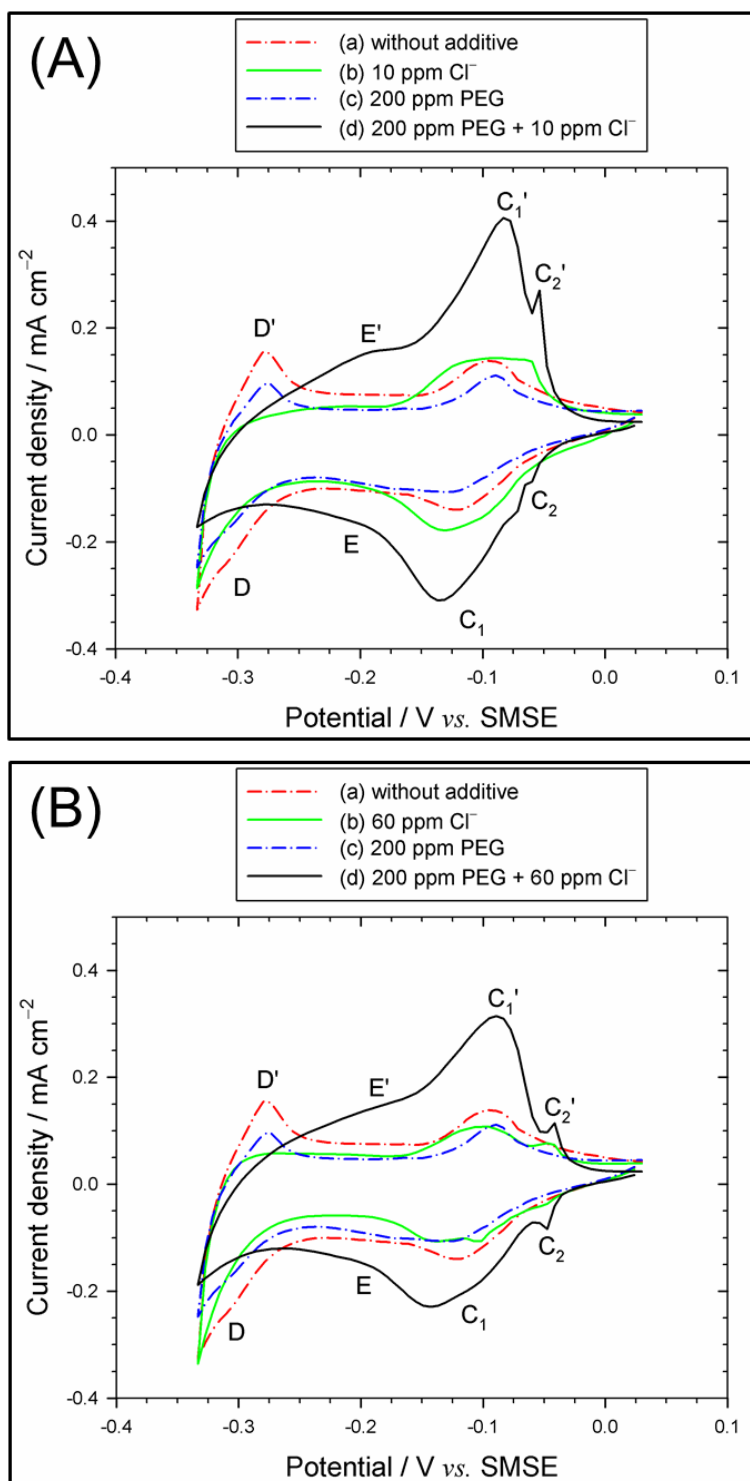 (A)
(a) without additive
(b) 10 ppm Cl⁻
(c) 200 ppm PEG
(d) 200 ppm PEG + 10 ppm Cl⁻
C₁'
C₂'
D'
E'
C₂
E
D
C₁
0.4
0.2
0.0
-0.2
-0.4
Current density / mA cm⁻²
-0.4 -0.3 -0.2 -0.1 0.0 0.1
Potential / V vs. SMSE
(B)
(a) without additive
(b) 60 ppm Cl⁻
(c) 200 ppm PEG
(d) 200 ppm PEG + 60 ppm Cl⁻
C₁'
D'
E'
C₂'
C₂
E
D
C₁
0.4
0.2
0.0
-0.2
-0.4
Current density / mA cm⁻²
-0.4 -0.3 -0.2 -0.1 0.0 0.1
Potential / V vs. SMSE